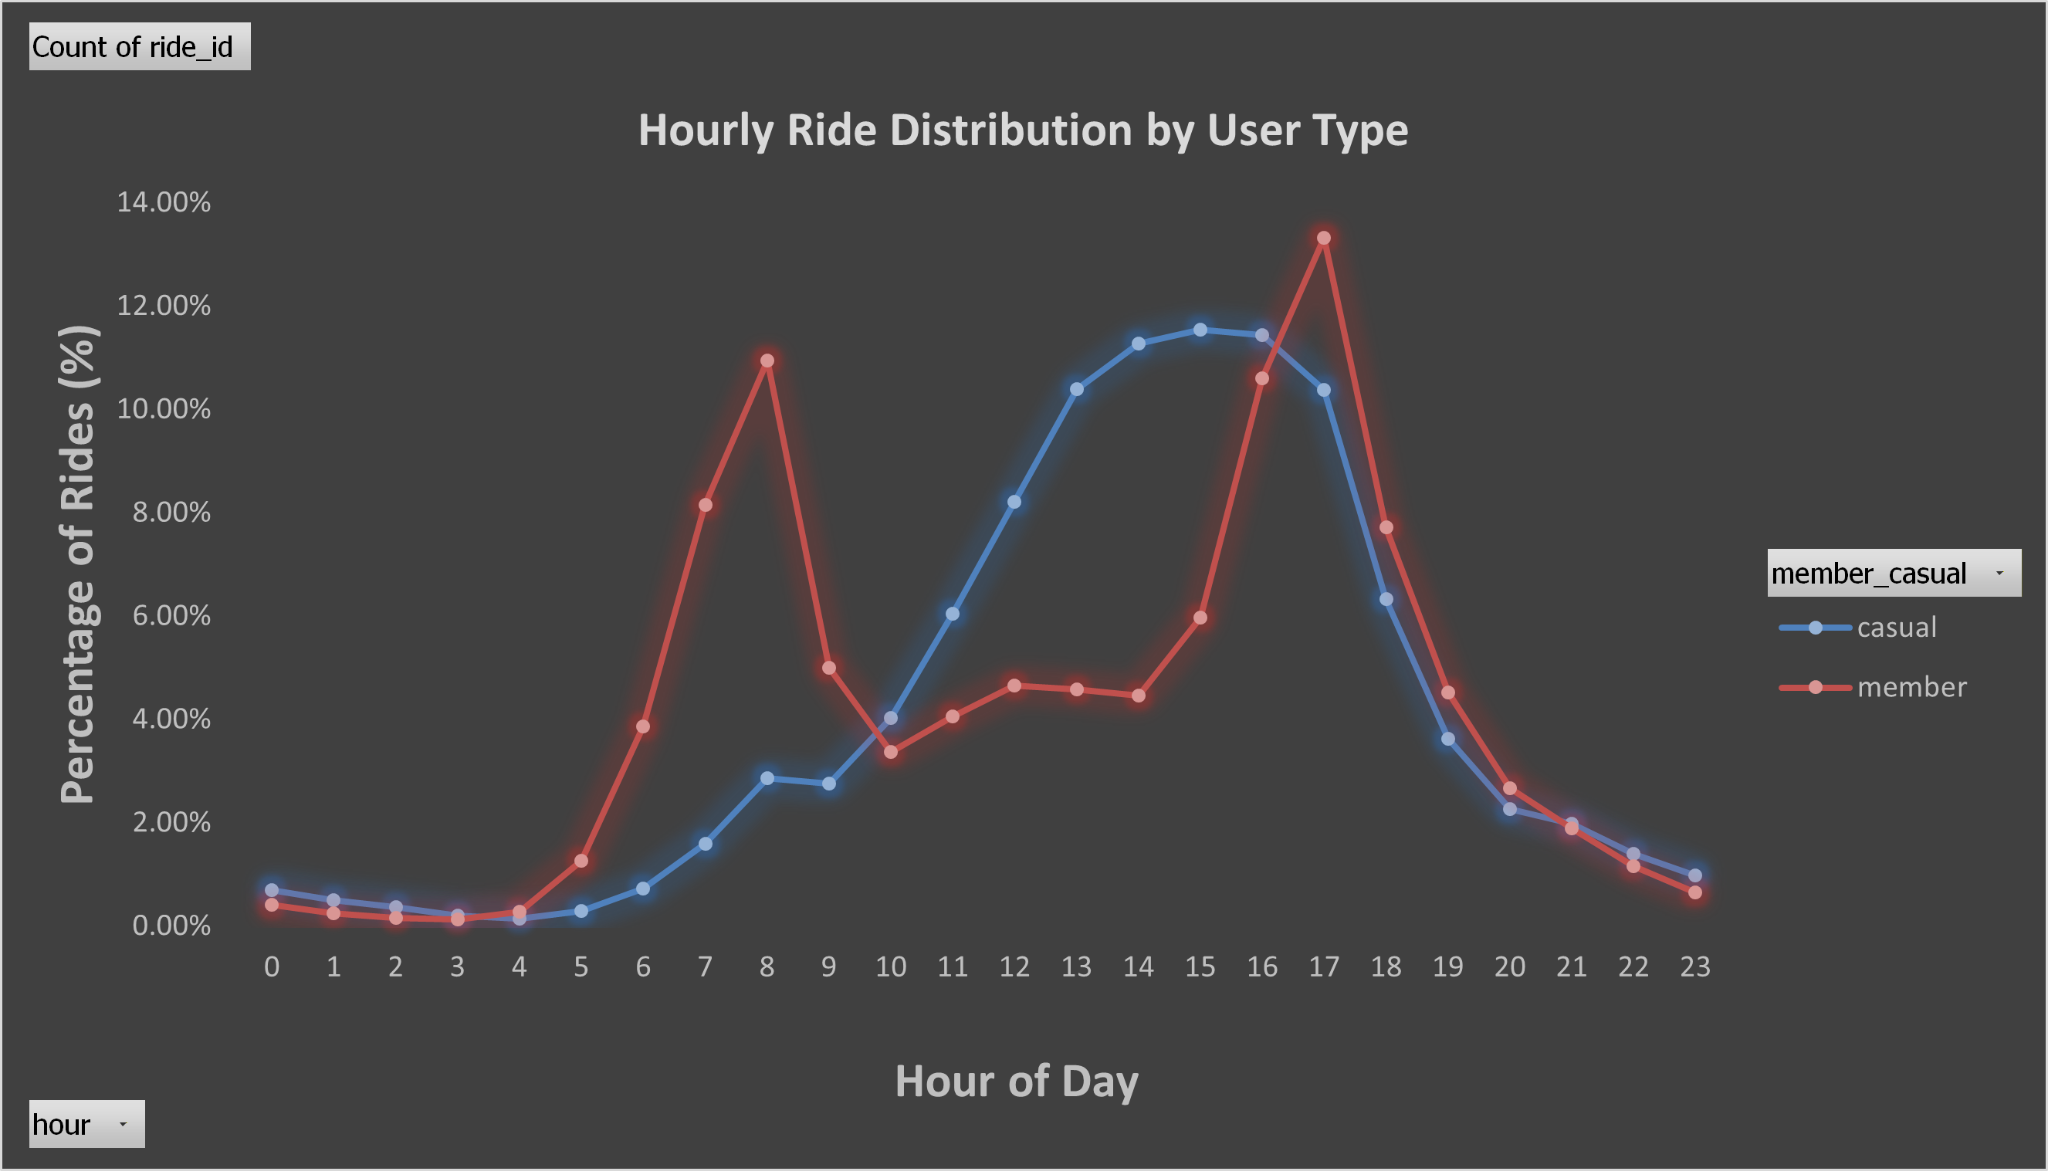 Count of ride_id
Hourly Ride Distribution by User Type
14.00%
12.00%
10.00%
8.00%
6.00%
4.00%
2.00%
0.00%
Percentage of Rides (%)
0 1 2 3 4 5 6 7 8 9 10 11 12 13 14 15 16 17 18 19 20 21 22 23
Hour of Day
member_casual
casual
member
hour